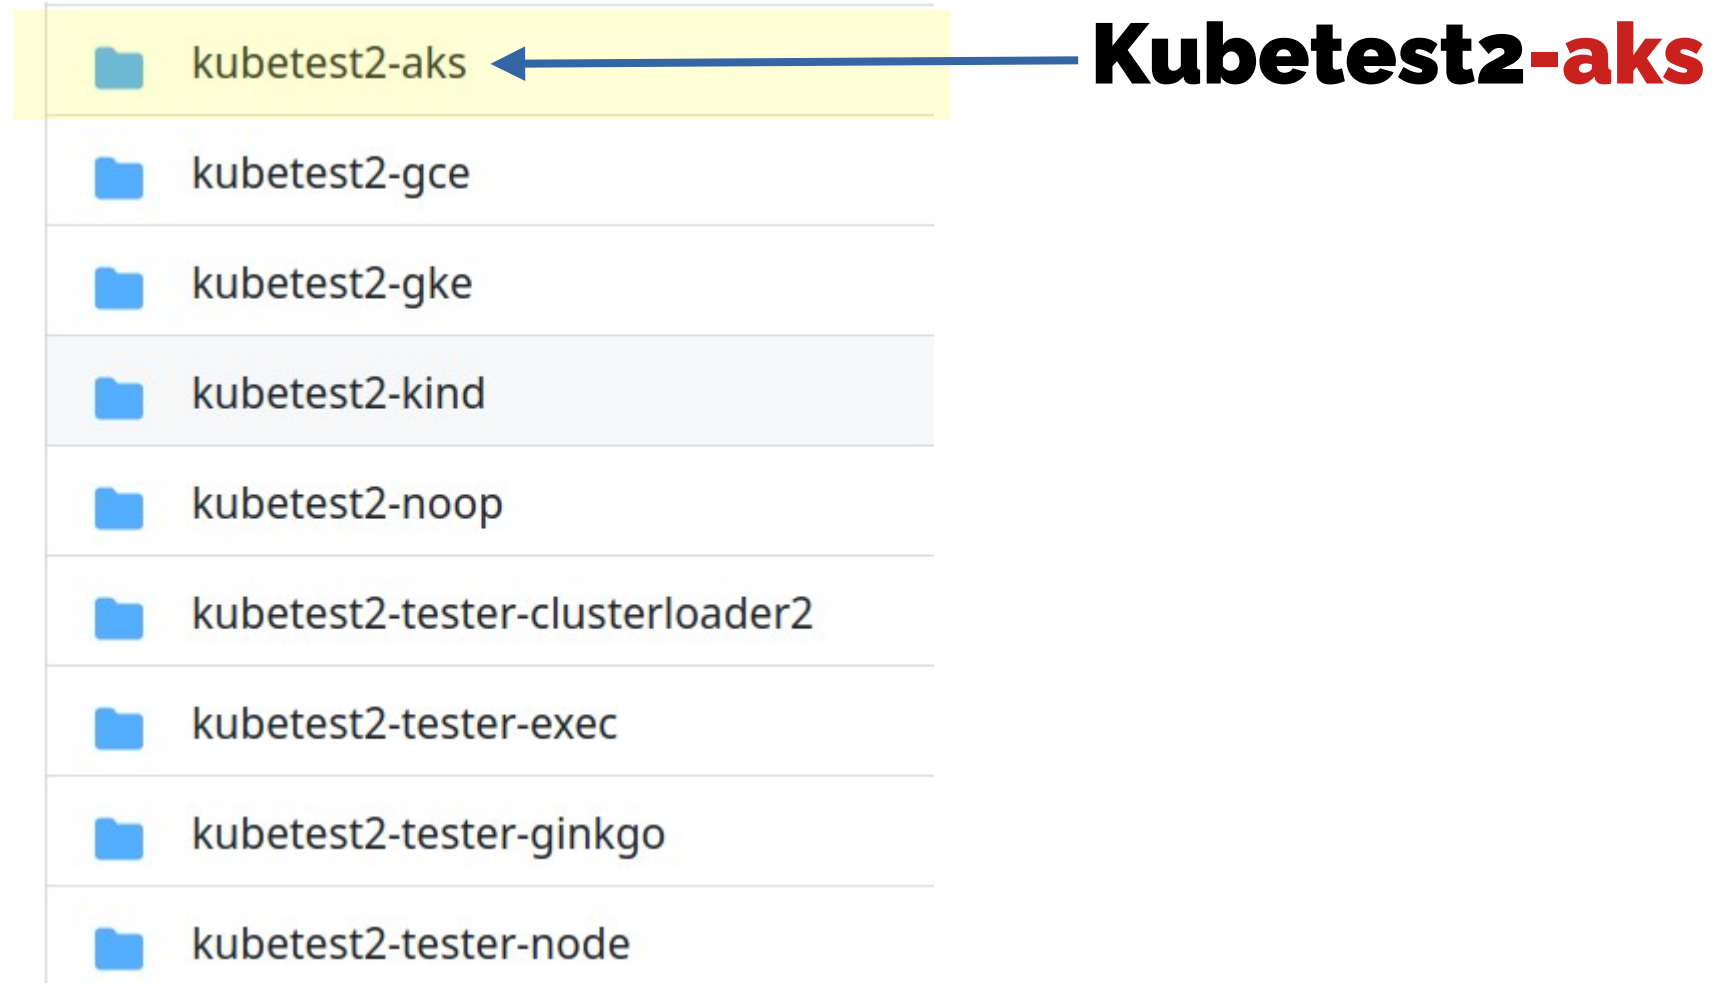 kubetest2-aks
Kubetest2-aks
kubetest2-gce
kubetest2-gke
kubetest2-kind
kubetest2-noop
kubetest2-tester-clusterloader2
kubetest2-tester-exec
kubetest2-tester-ginkgo
kubetest2-tester-node